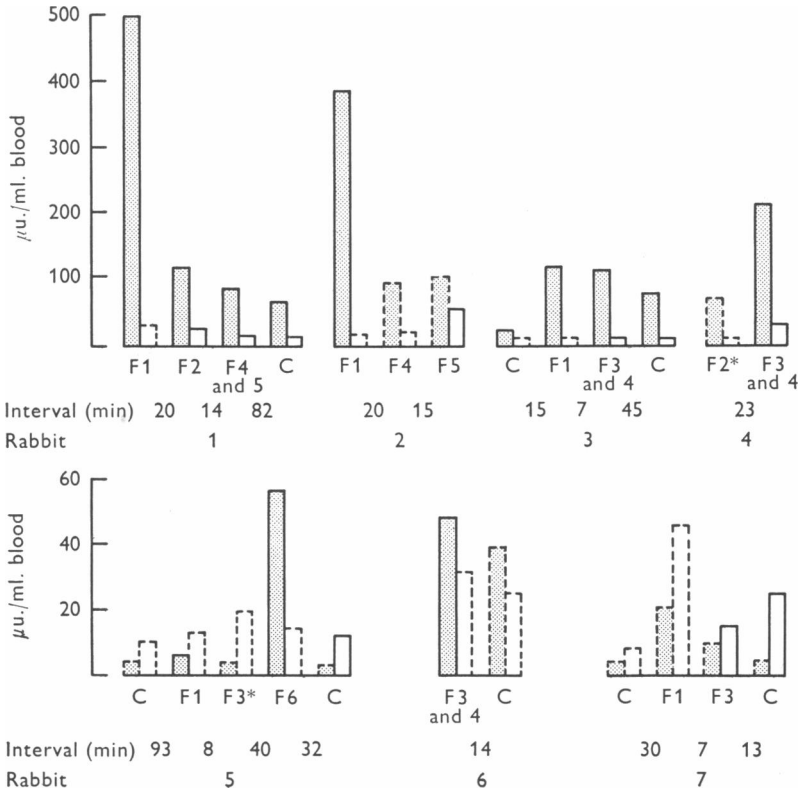 500
400
300
200
100
μu./ml. blood
F1 F2 F4 C F1 F4 F5 C F1 F3 C F2* F3
and 5 and 4 and 4
Interval (min) 20 14 82 20 15 15 7 45 23
Rabbit 1 2 3 4
60
40
20
μu./ml. blood
C F1 F3* F6 C F3 C C F1 F3 C
and 4
Interval (min) 93 8 40 32 14 30 7 13
Rabbit 5 6 7